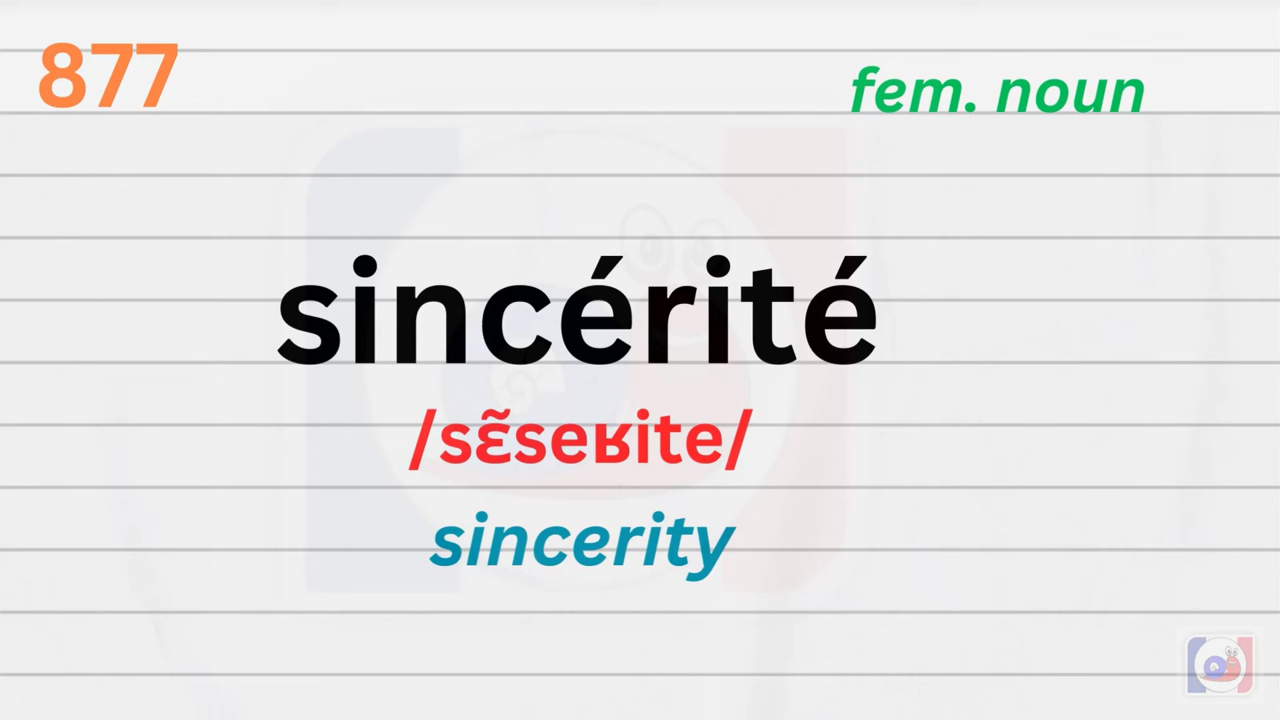 877
fem. noun
sincérité
/sɛ̃seʁite/
sincerity